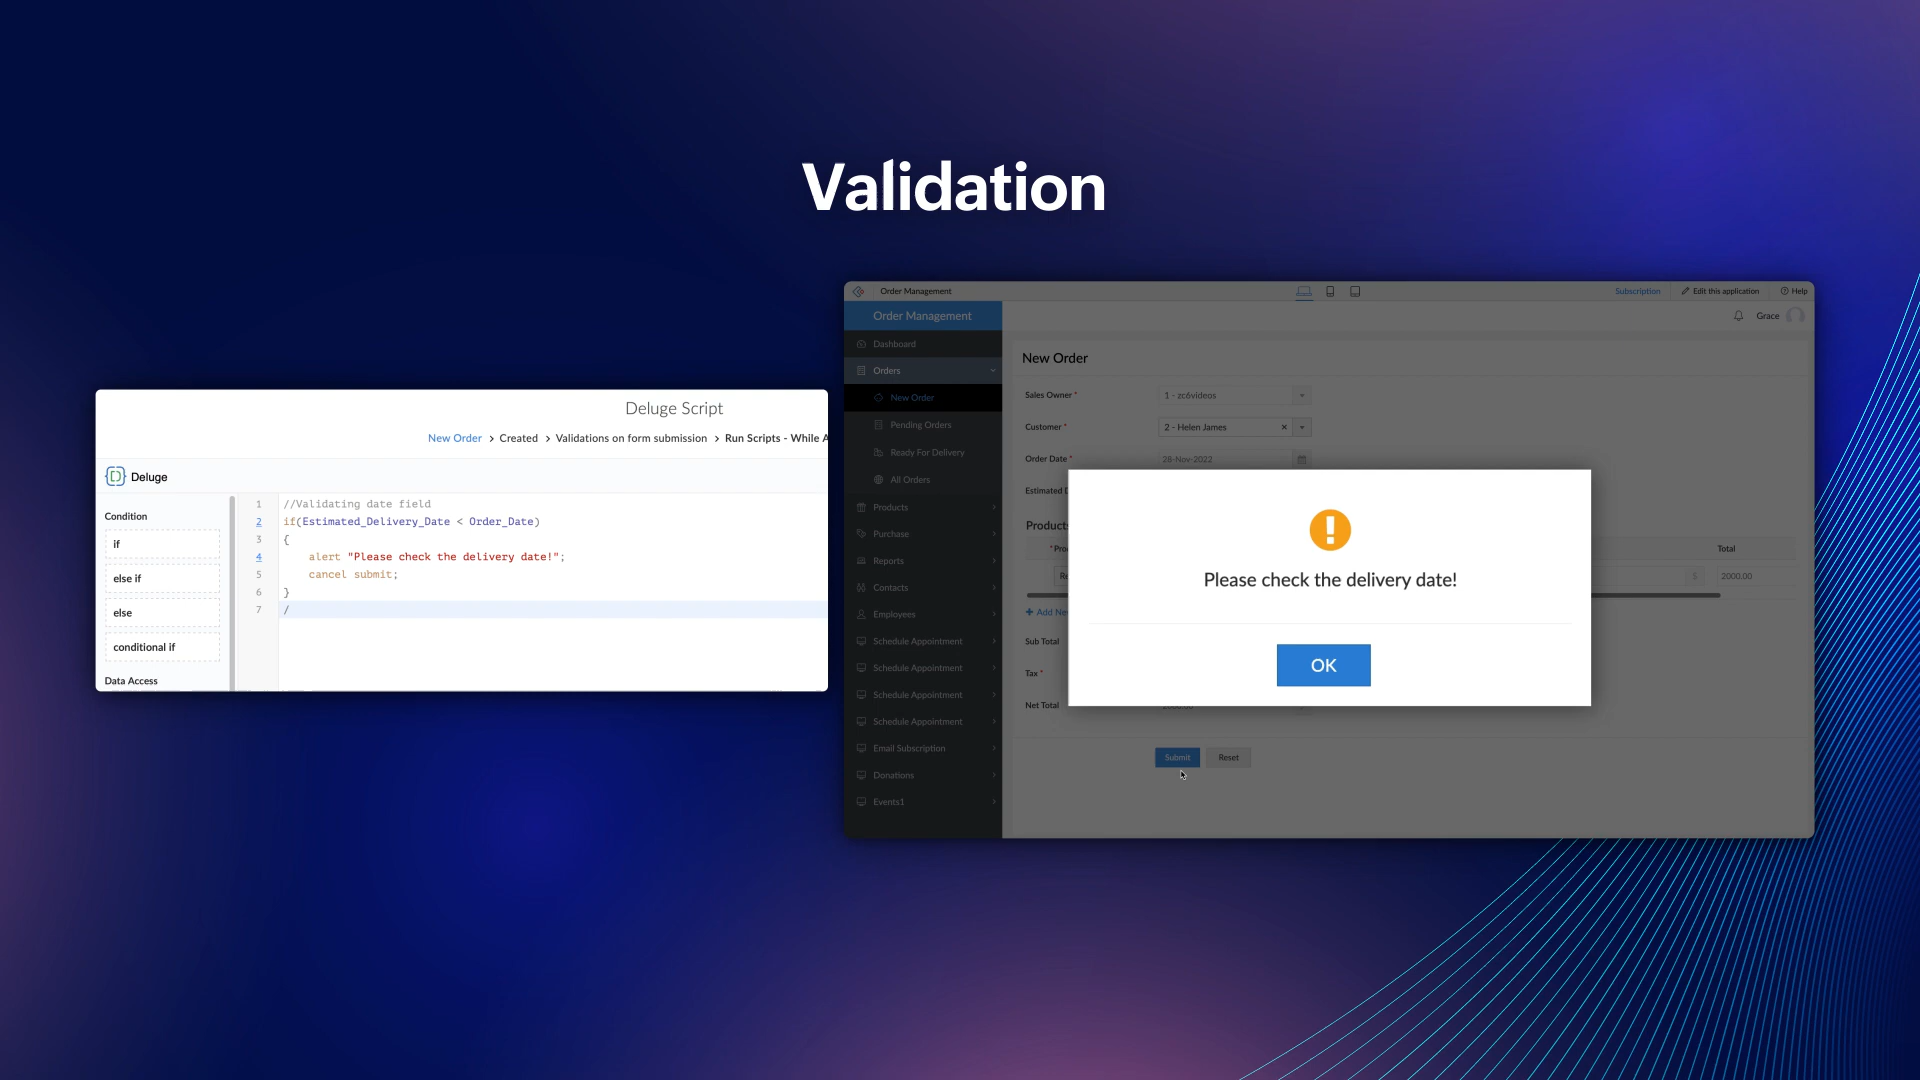 Validation
Deluge Script
New Order > Created > Validations on form submission > Run Scripts - While A
Deluge
Condition
if
else if
else
conditional if
Data Access
1 //Validating date field
2 if(Estimated_Delivery_Date < Order_Date)
3 {
4 alert "Please check the delivery date!";
5 cancel submit;
6 }
7 /
Order Management
Subscription
Edit this application
Help
Order Management
Grace
Dashboard
Orders
New Order
Pending Orders
Ready For Delivery
All Orders
Products
Purchase
Reports
Contacts
Employees
Schedule Appointment
Schedule Appointment
Schedule Appointment
Schedule Appointment
Email Subscription
Donations
Events1
New Order
Sales Owner * 1 - zc6videos
Customer * 2 - Helen James
Order Date * 28-Nov-2022
Estimated
Products
Total
$ 2000.00
+ Add
Sub Total
Tax *
Net Total
Submit Reset
Please check the delivery date!
OK